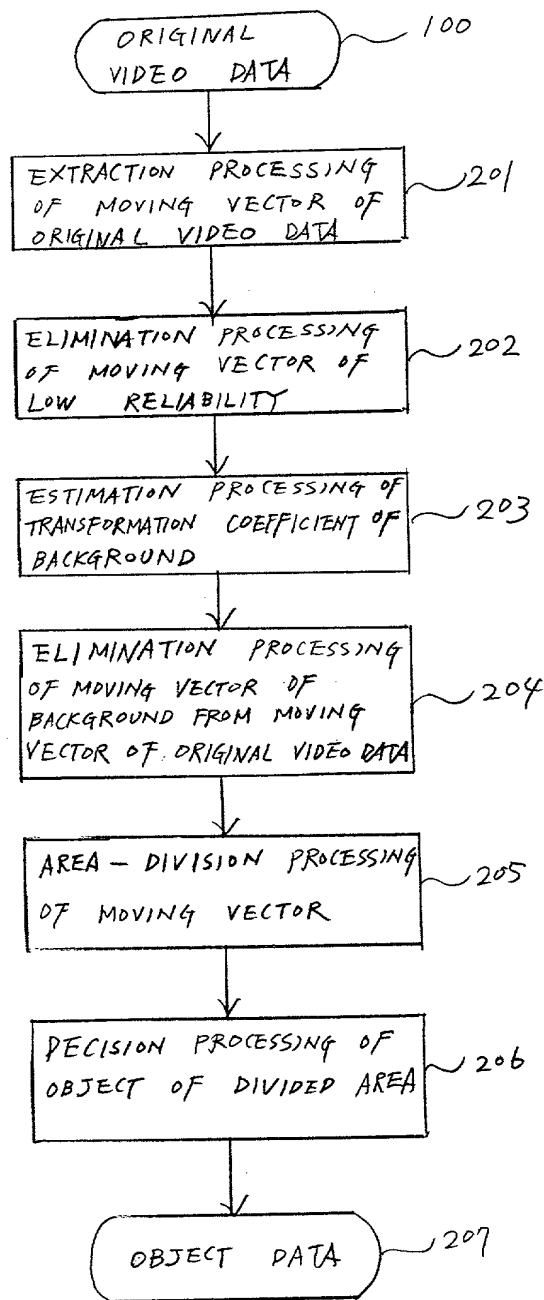 ORIGINAL
VIDEO DATA
100
EXTRACTION PROCESSING
OF MOVING VECTOR OF
ORIGINAL VIDEO DATA
201
ELIMINATION PROCESSING
OF MOVING VECTOR OF
LOW RELIABILITY
202
ESTIMATION PROCESSING OF
TRANSFORMATION COEFFICIENT OF
BACKGROUND
203
ELIMINATION PROCESSING
OF MOVING VECTOR OF
BACKGROUND FROM MOVING
VECTOR OF ORIGINAL VIDEO DATA
204
AREA - DIVISION PROCESSING
OF MOVING VECTOR
205
DECISION PROCESSING OF
OBJECT OF DIVIDED AREA
206
OBJECT DATA
207